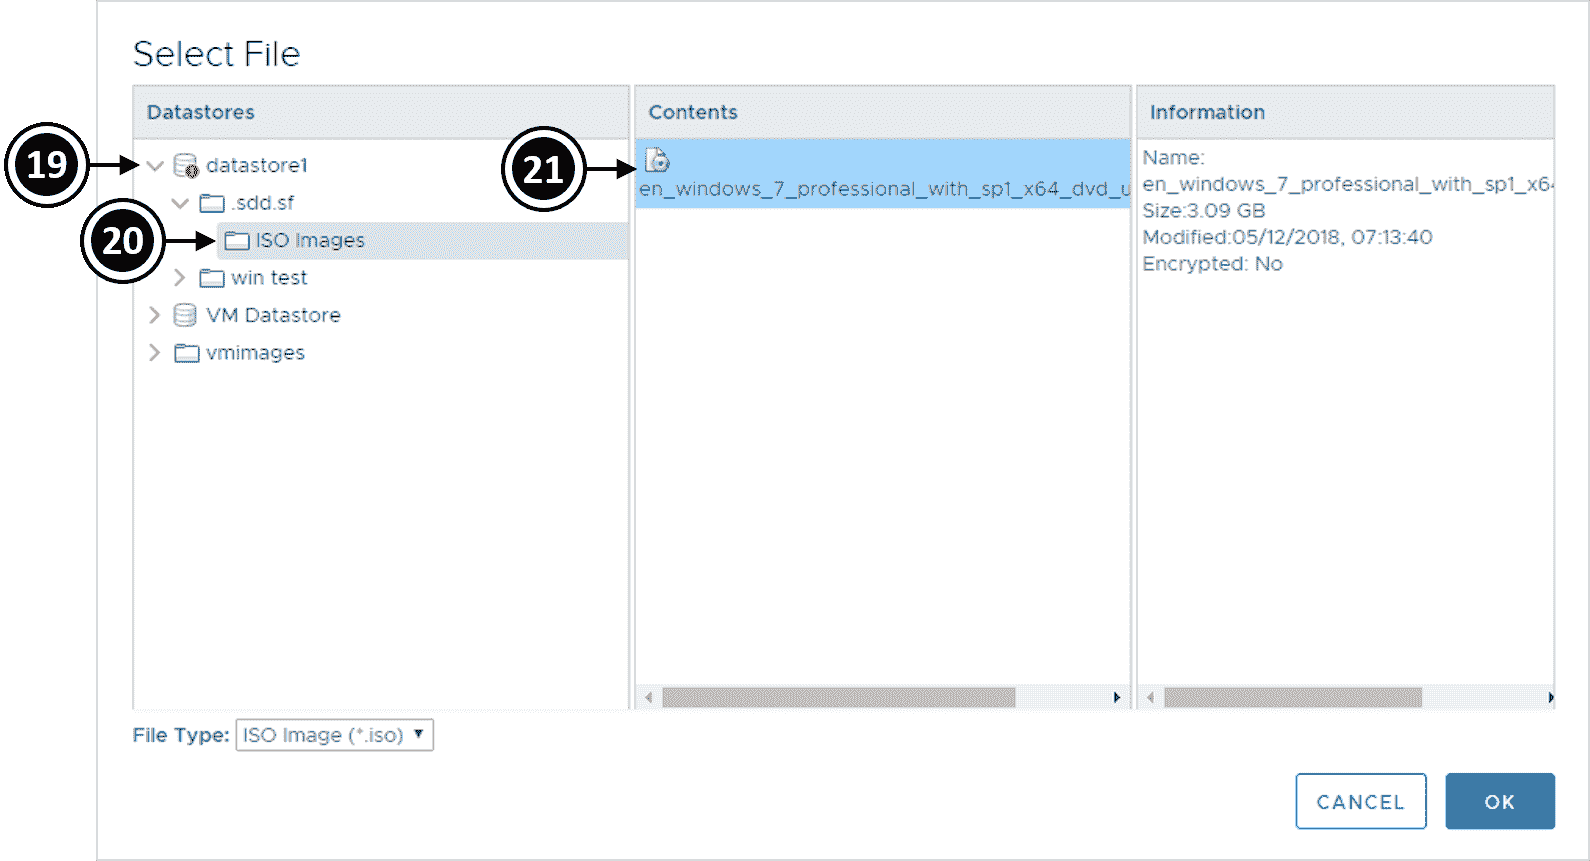 Select File
Datastores
Contents
Information
19
datastore1
.sdd.sf
20
ISO Images
win test
VM Datastore
vmimages
21
en_windows_7_professional_with_sp1_x64_dvd_u
Name:
en_windows_7_professional_with_sp1_x64
Size:3.09 GB
Modified:05/12/2018, 07:13:40
Encrypted: No
File Type: ISO Image (*.iso)
CANCEL
OK